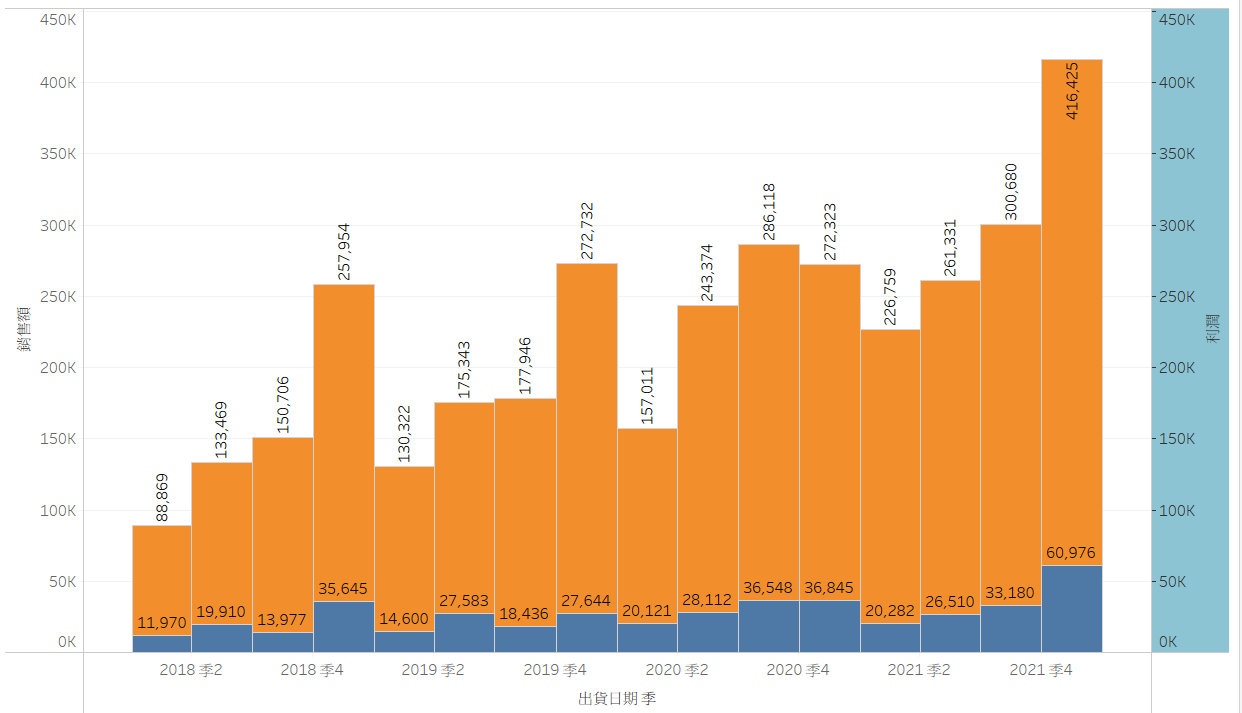 450K
400K
350K
300K
250K
200K
150K
100K
50K
0K
銷售額
88,869
133,469
150,706
257,954
130,322
175,343
177,946
272,732
157,011
243,374
286,118
272,323
226,759
261,331
300,680
416,425
11,970
19,910
13,977
35,645
14,600
27,583
18,436
27,644
20,121
28,112
36,548
36,845
20,282
26,510
33,180
60,976
450K
400K
350K
300K
250K
200K
150K
100K
50K
0K
利潤
2018 季2
2018 季4
2019 季2
2019 季4
2020 季2
2020 季4
2021 季2
2021 季4
出貨日期 季